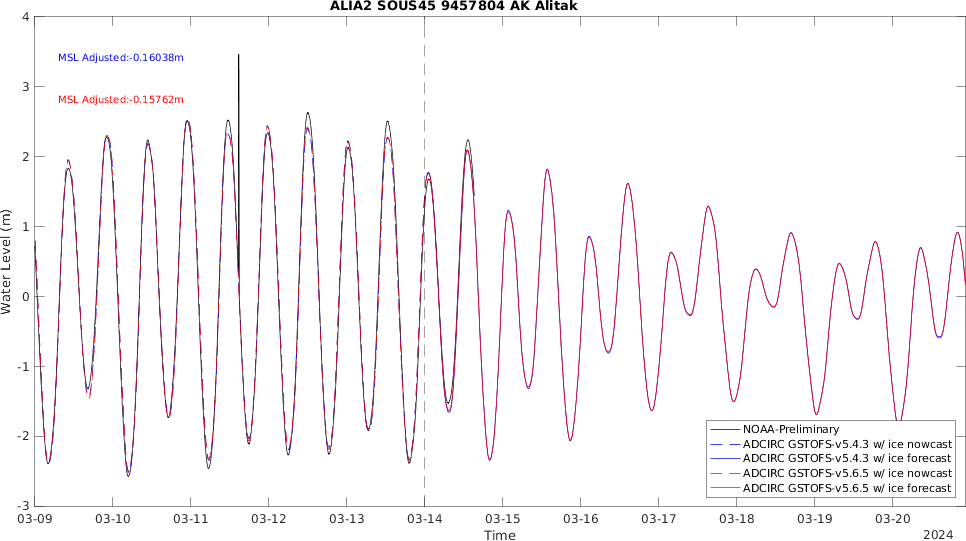 ALIA2 SOUS45 9457804 AK Alitak
MSL Adjusted:-0.16038m
MSL Adjusted:-0.15762m
Water Level (m)
4
3
2
1
0
-1
-2
-3
NOAA-Preliminary
ADCIRC GSTOFS-v5.4.3 w/ ice nowcast
ADCIRC GSTOFS-v5.4.3 w/ ice forecast
ADCIRC GSTOFS-v5.6.5 w/ ice nowcast
ADCIRC GSTOFS-v5.6.5 w/ ice forecast
03-09 03-10 03-11 03-12 03-13 03-14 03-15 03-16 03-17 03-18 03-19 03-20
Time
2024